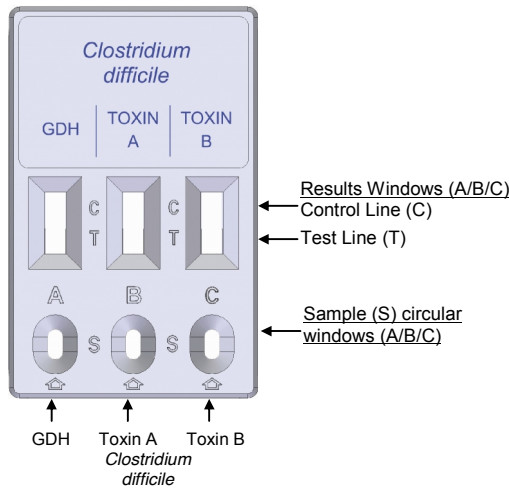 Clostridium
difficile
GDH
TOXIN
A
TOXIN
B
C
C
T
T
Results Windows (A/B/C)
Control Line (C)
Test Line (T)
A
B
C
S
S
Sample (S) circular
windows (A/B/C)
GDH
Toxin A
Toxin B
Clostridium
difficile